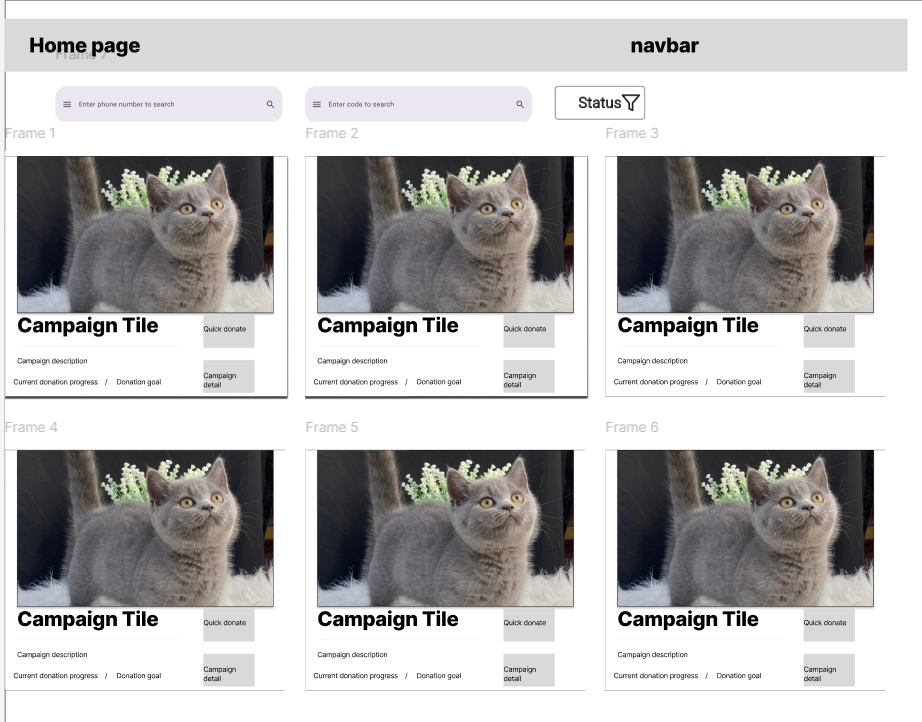 Home page
navbar
Frame 7
Enter phone number to search
Enter code to search
Status
Frame 1
Frame 2
Frame 3
Campaign Tile
Quick donate
Campaign description
Current donation progress / Donation goal
Campaign
detail
Campaign Tile
Quick donate
Campaign description
Current donation progress / Donation goal
Campaign
detail
Campaign Tile
Quick donate
Campaign description
Current donation progress / Donation goal
Campaign
detail
Frame 4
Frame 5
Frame 6
Campaign Tile
Quick donate
Campaign description
Current donation progress / Donation goal
Campaign
detail
Campaign Tile
Quick donate
Campaign description
Current donation progress / Donation goal
Campaign
detail
Campaign Tile
Quick donate
Campaign description
Current donation progress / Donation goal
Campaign
detail